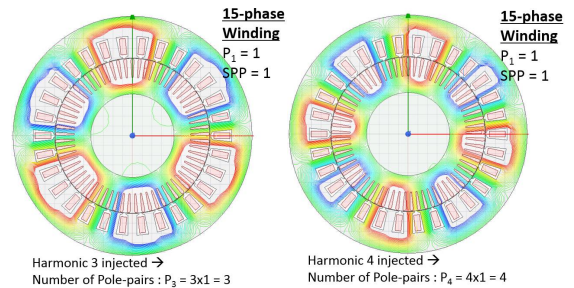 15-phase
Winding
P₁ = 1
SPP = 1
15-phase
Winding
P₁ = 1
SPP = 1
Harmonic 3 injected →
Number of Pole-pairs : P₃ = 3x1 = 3
Harmonic 4 injected →
Number of Pole-pairs : P₄ = 4x1 = 4